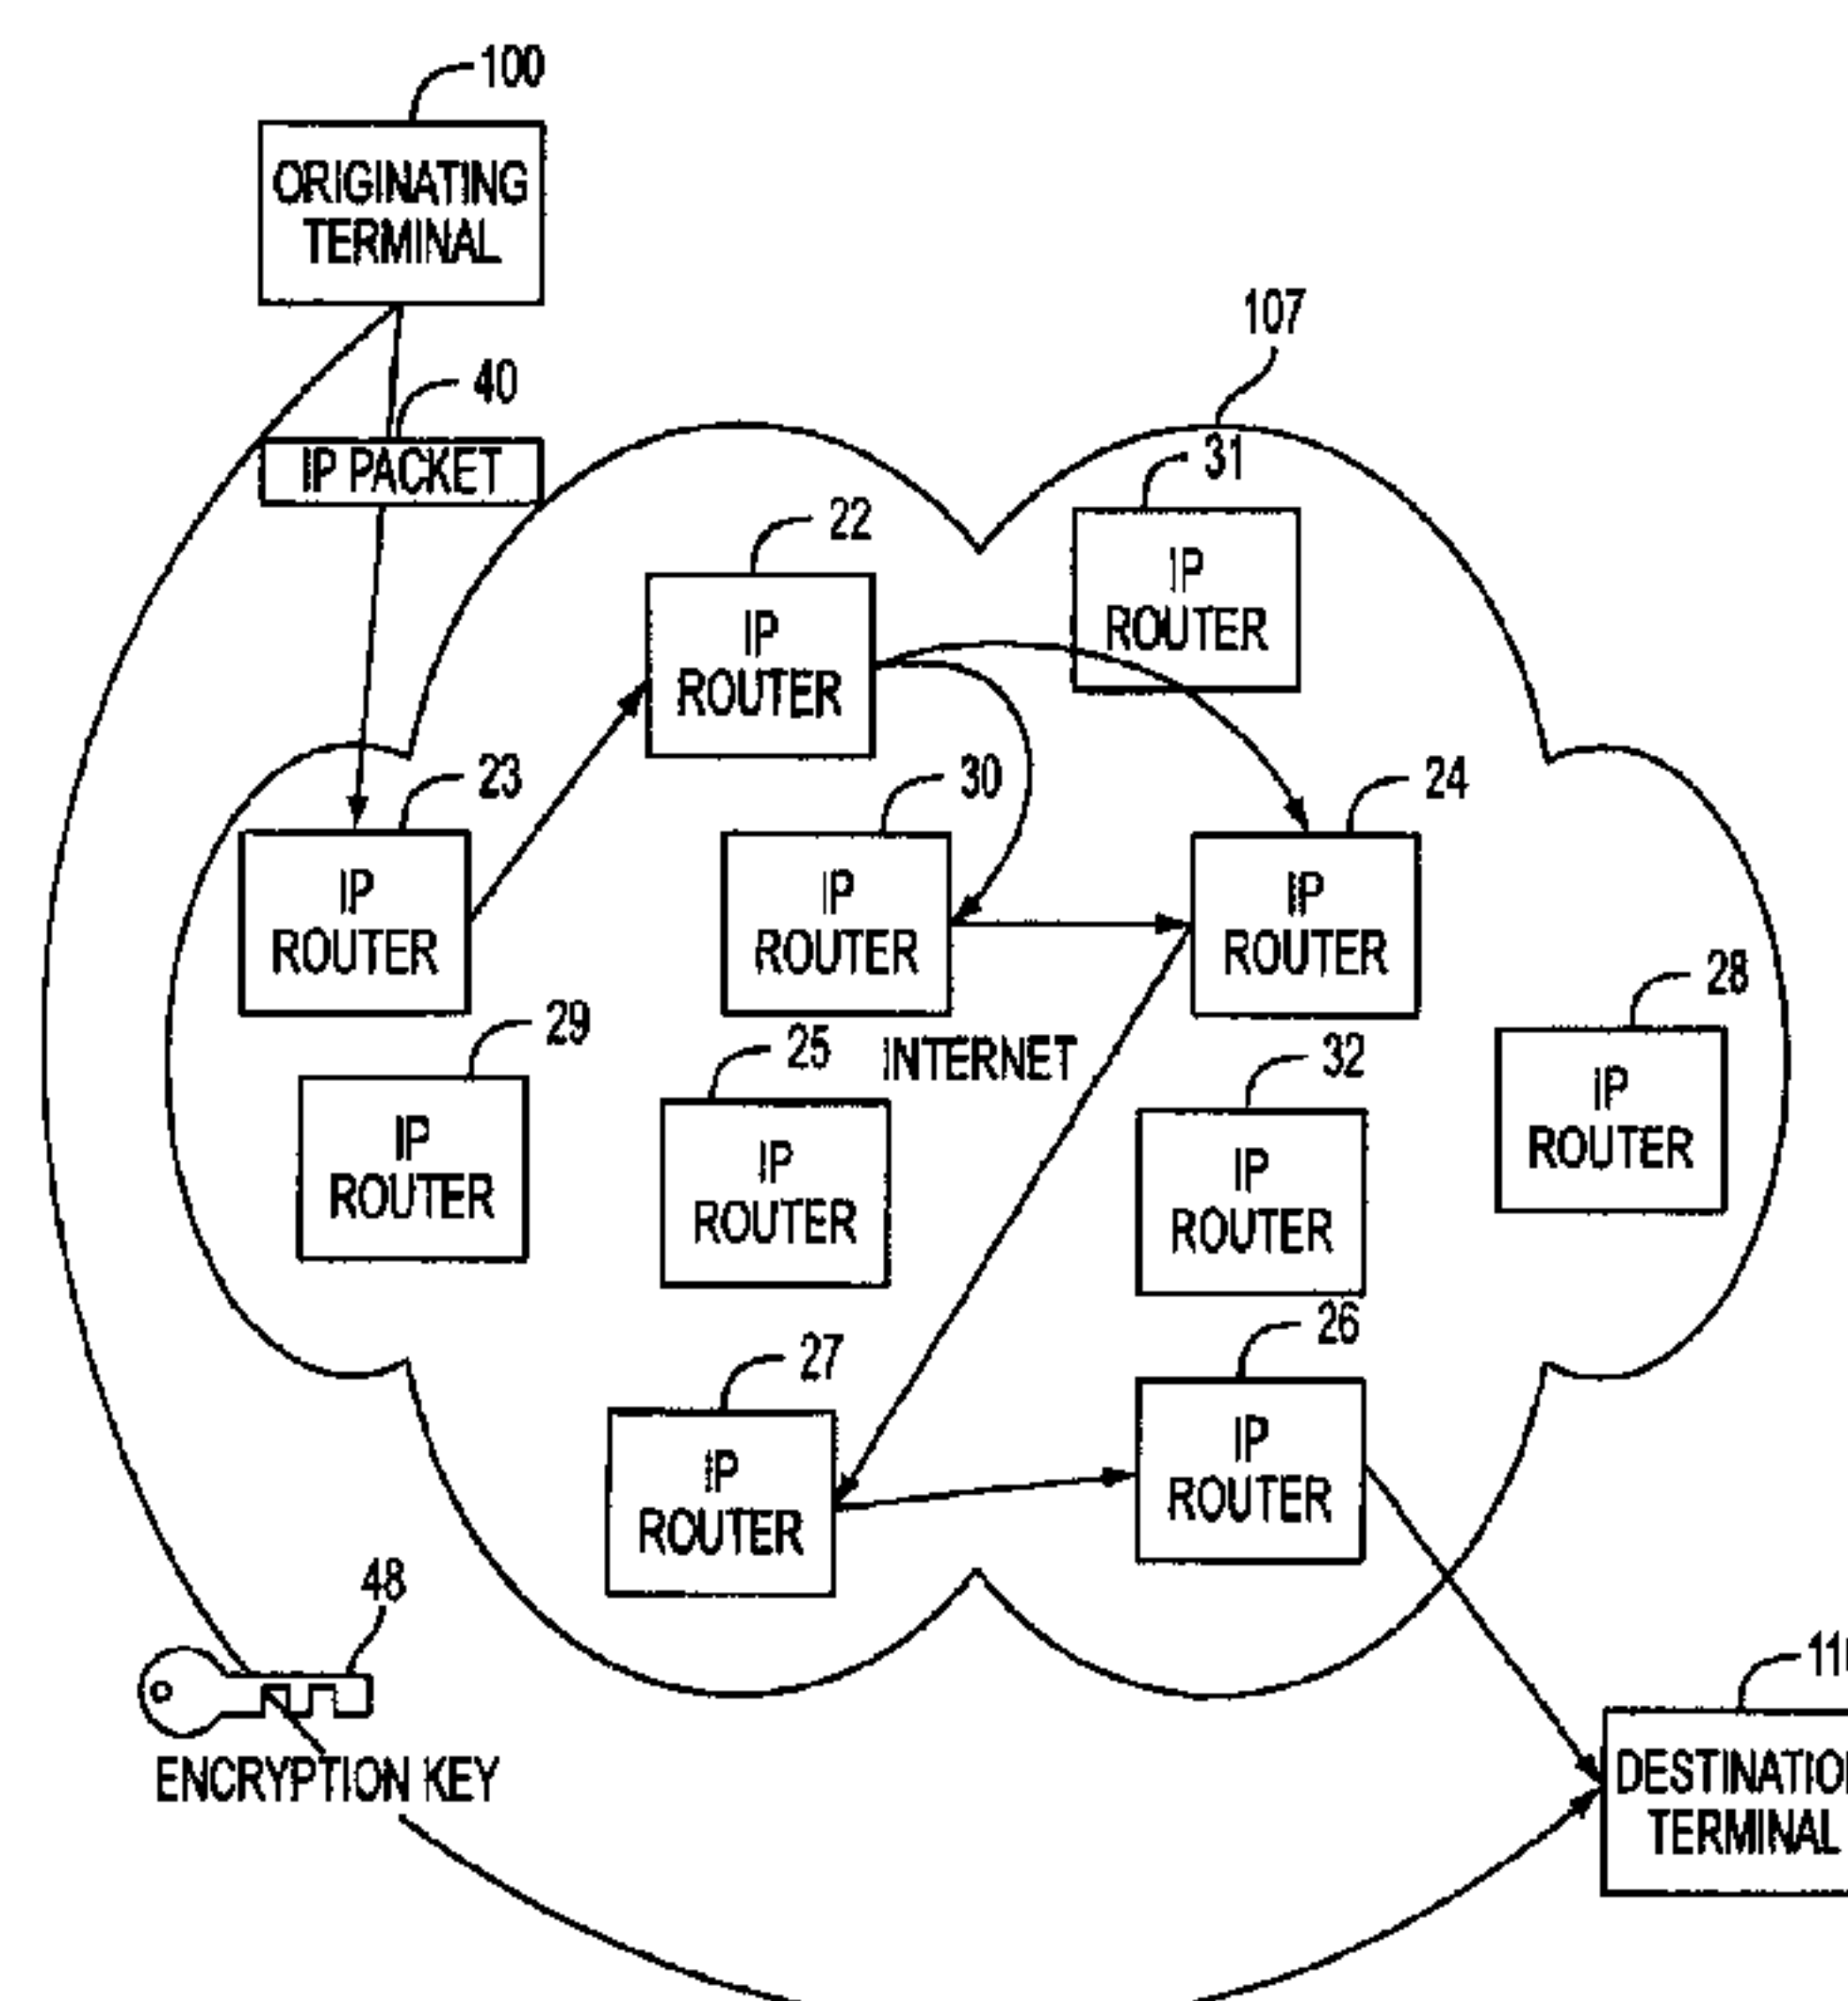 100
ORIGINATING
TERMINAL
40
IP PACKET
107
31
IP
ROUTER
22
IP
ROUTER
23
IP
ROUTER
30
IP
ROUTER
24
IP
ROUTER
28
IP
ROUTER
29
IP
ROUTER
25
IP
ROUTER
INTERNET
32
IP
ROUTER
27
IP
ROUTER
26
IP
ROUTER
48
ENCRYPTION KEY
TERMINAL